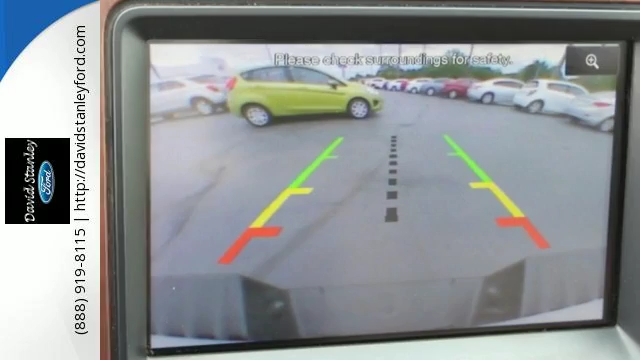 Please check surroundings for safety.
David Stanley
Ford
(888) 919-8115 | http://davidstanleyford.com